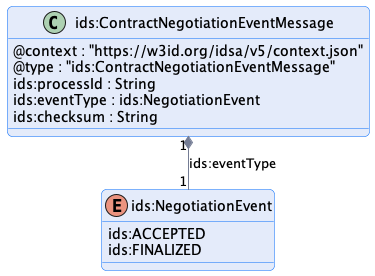 C ids:ContractNegotiationEventMessage
@context : "https://w3id.org/idsa/v5/context.json"
@type : "ids:ContractNegotiationEventMessage"
ids:processId : String
ids:eventType : ids:NegotiationEvent
ids:checksum : String
1
ids:eventType
1
E ids:NegotiationEvent
ids:ACCEPTED
ids:FINALIZED